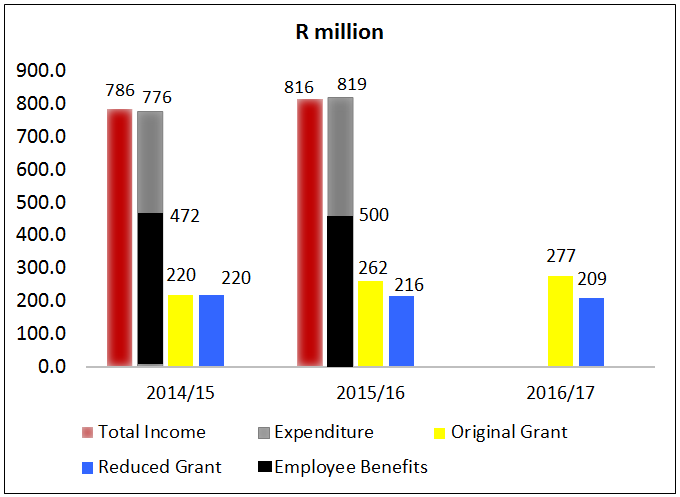 R million
900.0
800.0
700.0
600.0
500.0
400.0
300.0
200.0
100.0
0.0
786 776 472 220 220
816 819 500 262 216
277 209
2014/15 2015/16 2016/17
Total Income Expenditure Original Grant
Reduced Grant Employee Benefits